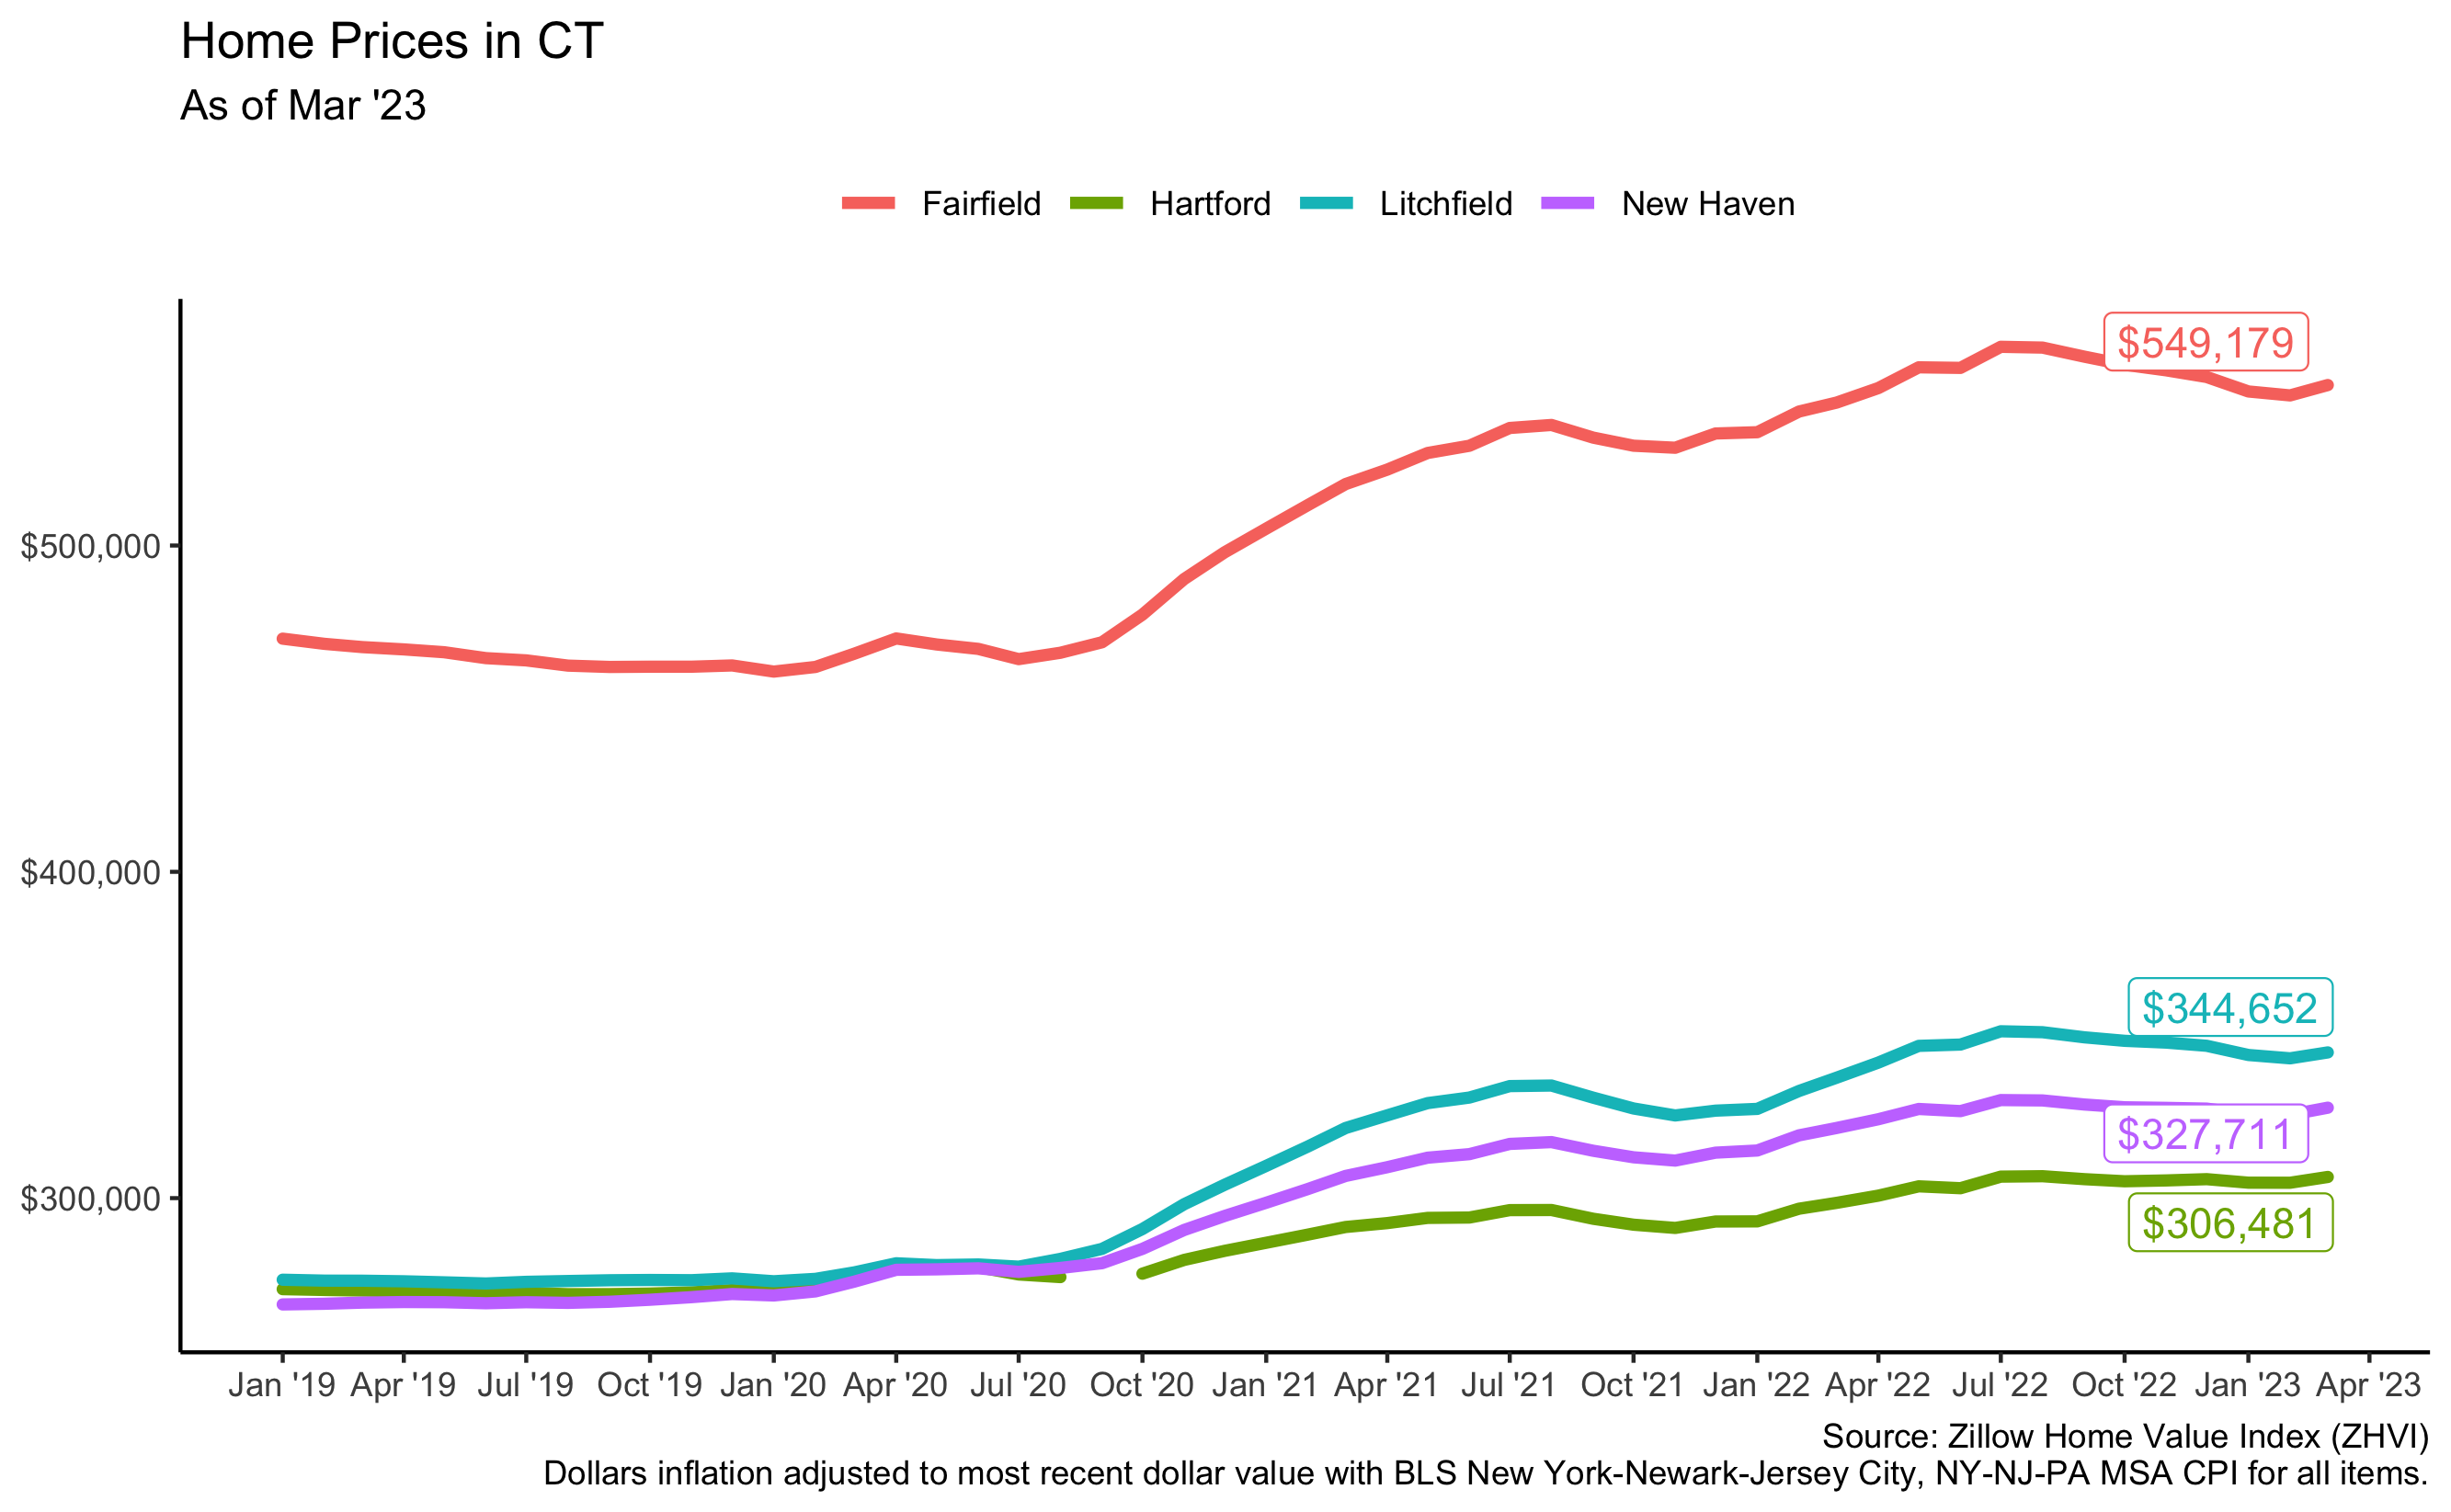 Home Prices in CT
As of Mar '23
Fairfield Hartford Litchfield New Haven
$549,179
$500,000
$400,000
$344,652
$327,711
$300,000
$306,481
Jan '19 Apr '19 Jul '19 Oct '19 Jan '20 Apr '20 Jul '20 Oct '20 Jan '21 Apr '21 Jul '21 Oct '21 Jan '22 Apr '22 Jul '22 Oct '22 Jan '23 Apr '23
Source: Zillow Home Value Index (ZHVI)
Dollars inflation adjusted to most recent dollar value with BLS New York-Newark-Jersey City, NY-NJ-PA MSA CPI for all items.